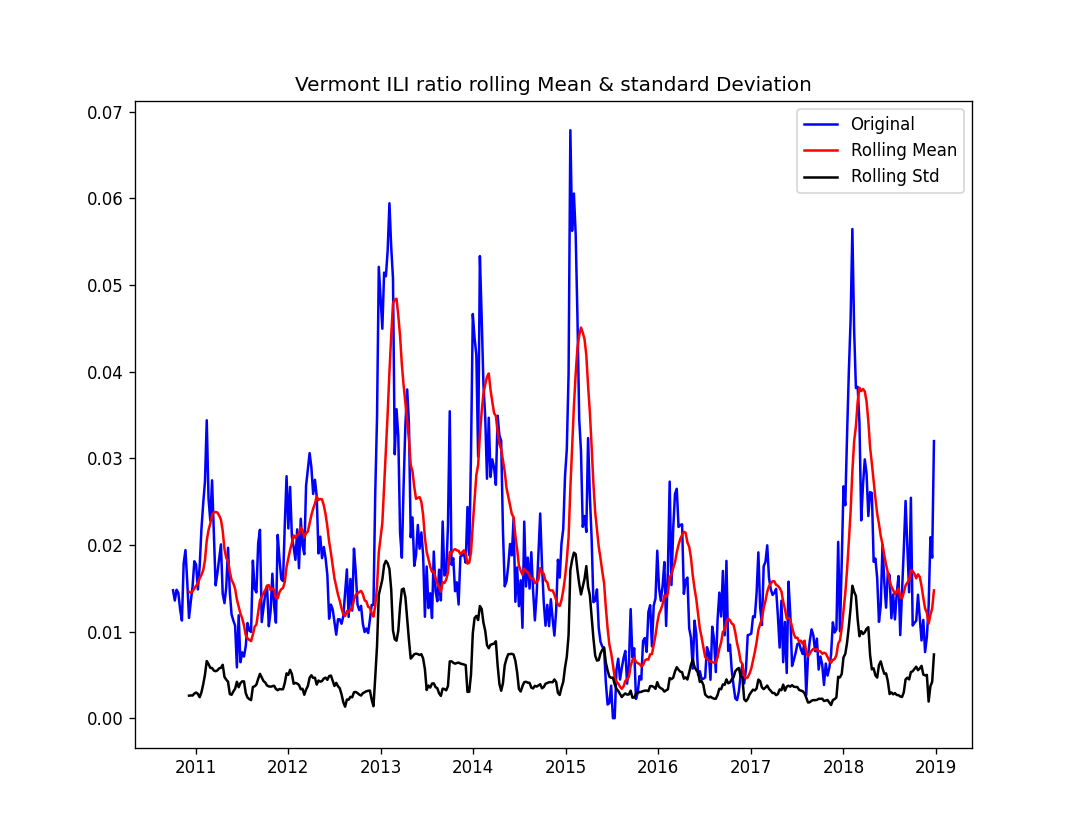 Vermont ILI ratio rolling Mean & standard Deviation
Original
Rolling Mean
Rolling Std
0.07
0.06
0.05
0.04
0.03
0.02
0.01
0.00
2011 2012 2013 2014 2015 2016 2017 2018 2019